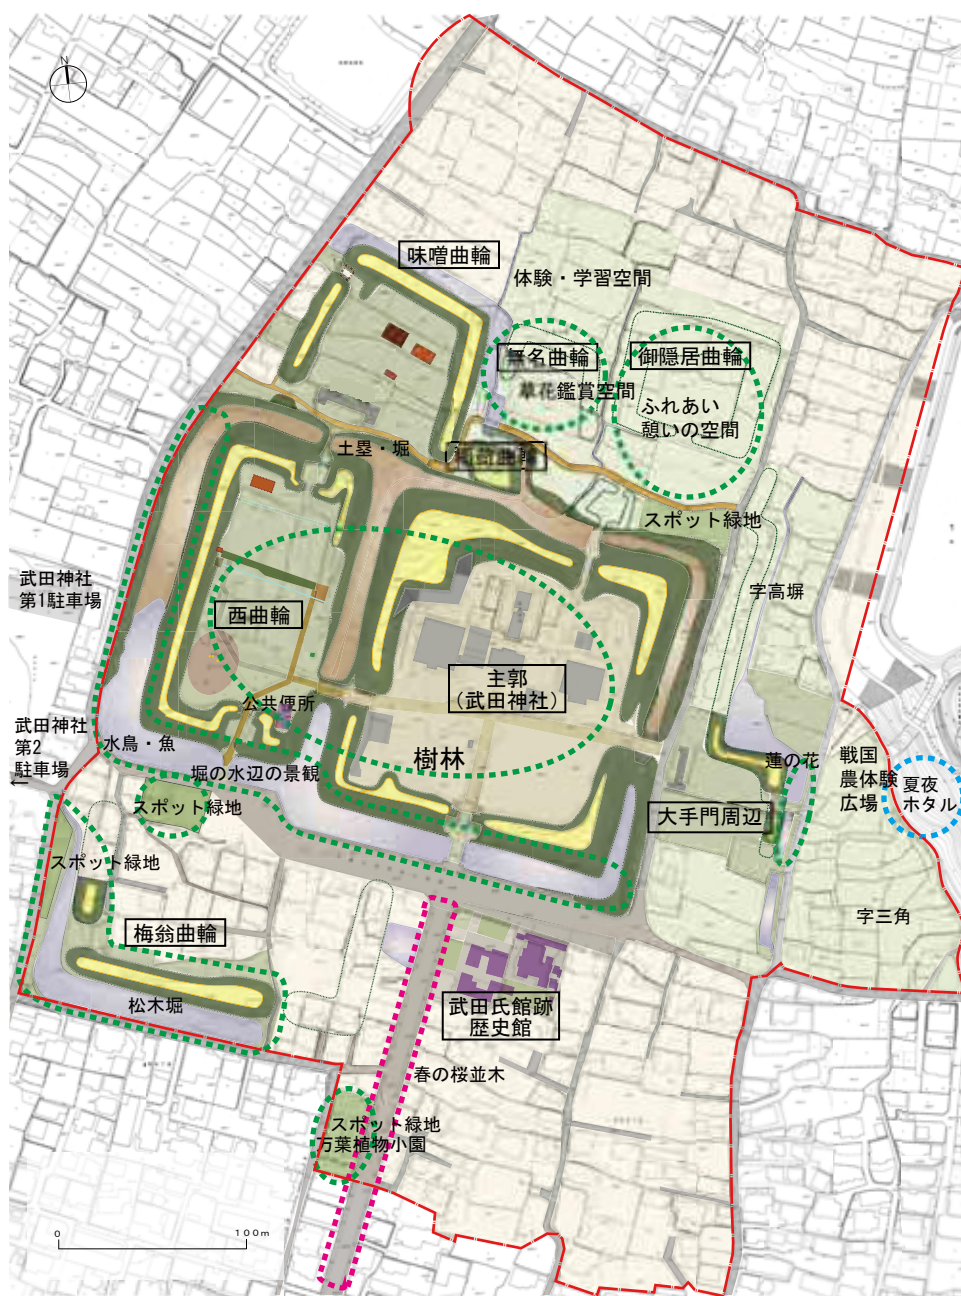 N
味噌曲輪
体験・学習空間
無名曲輪
草花鑑賞空間
御隠居曲輪
ふれあい
憩いの空間
土塁・堀
スポット緑地
武田神社
第1駐車場
西曲輪
字高塀
主郭
（武田神社）
公共便所
武田神社
第2
駐車場
水鳥・魚
樹林
堀の水辺の景観
蓮の花
戦国
農体験
広場
夏夜
ホタル
スポット緑地
大手門周辺
スポット緑地
梅翁曲輪
字三角
松木堀
武田氏館跡
歴史館
春の桜並木
スポット緑地
万葉植物小園
0 100m